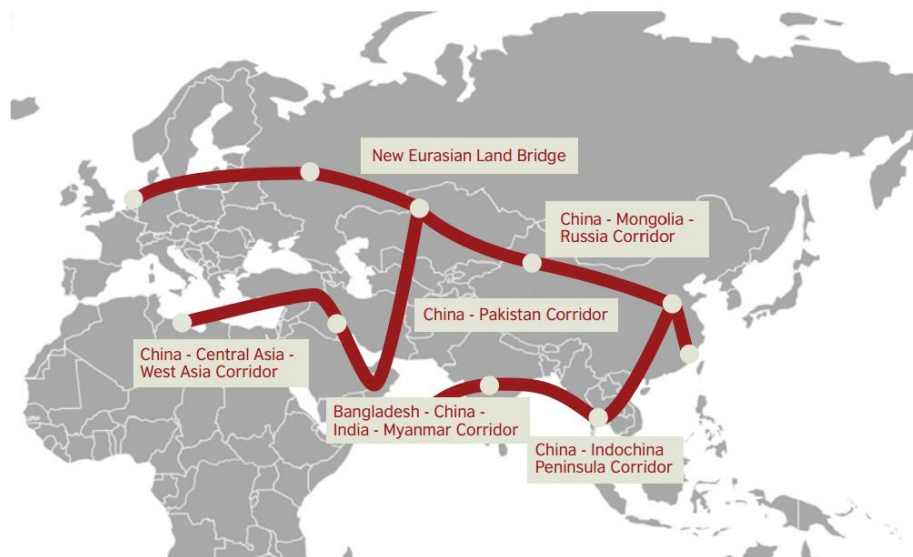 New Eurasian Land Bridge
China - Mongolia -
Russia Corridor
China - Pakistan Corridor
China - Central Asia -
West Asia Corridor
Bangladesh - China -
India - Myanmar Corridor
China - Indochina
Peninsula Corridor